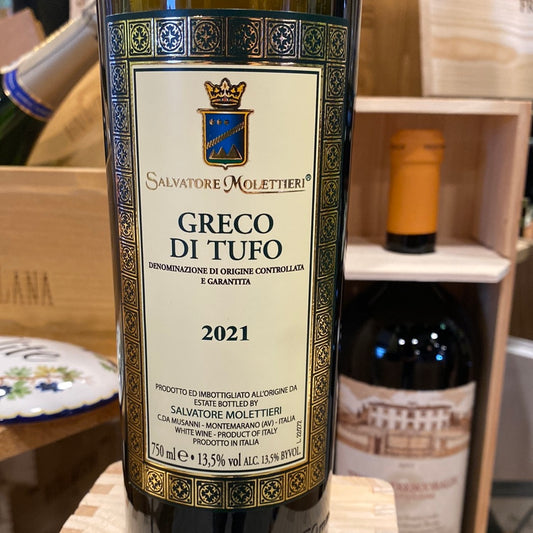 SALVATORE MOLETTIERI®
GRECO
DI TUFO
DENOMINAZIONE DI ORIGINE CONTROLLATA
E GARANTITA
2021
PRODOTTO ED IMBOTTIGLIATO ALL'ORIGINE DA
ESTATE BOTTLED BY
SALVATORE MOLETTIERI
C.DA MUSANNI - MONTEMARANO (AV) - ITALIA
WHITE WINE - PRODUCT OF ITALY
PRODOTTO IN ITALIA
750 ml e • 13,5% vol ALC. 13,5% BY VOL.
L. 22/272
LANA